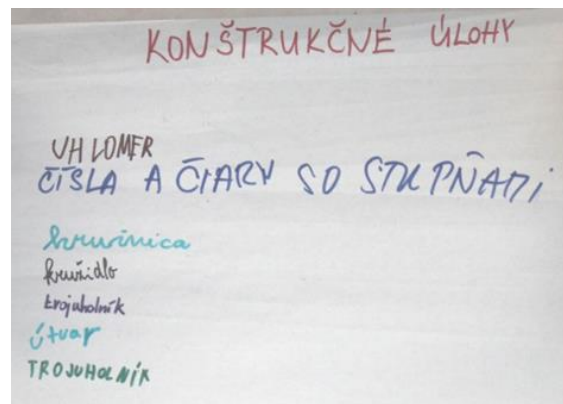 KONŠTRUKČNÉ ÚLOHY
UHLOMER
ČÍSLA A ČIARY SO STUPŇAMI
kružnica
kružidlo
trojuholník
útvar
TROJUHOLNÍK